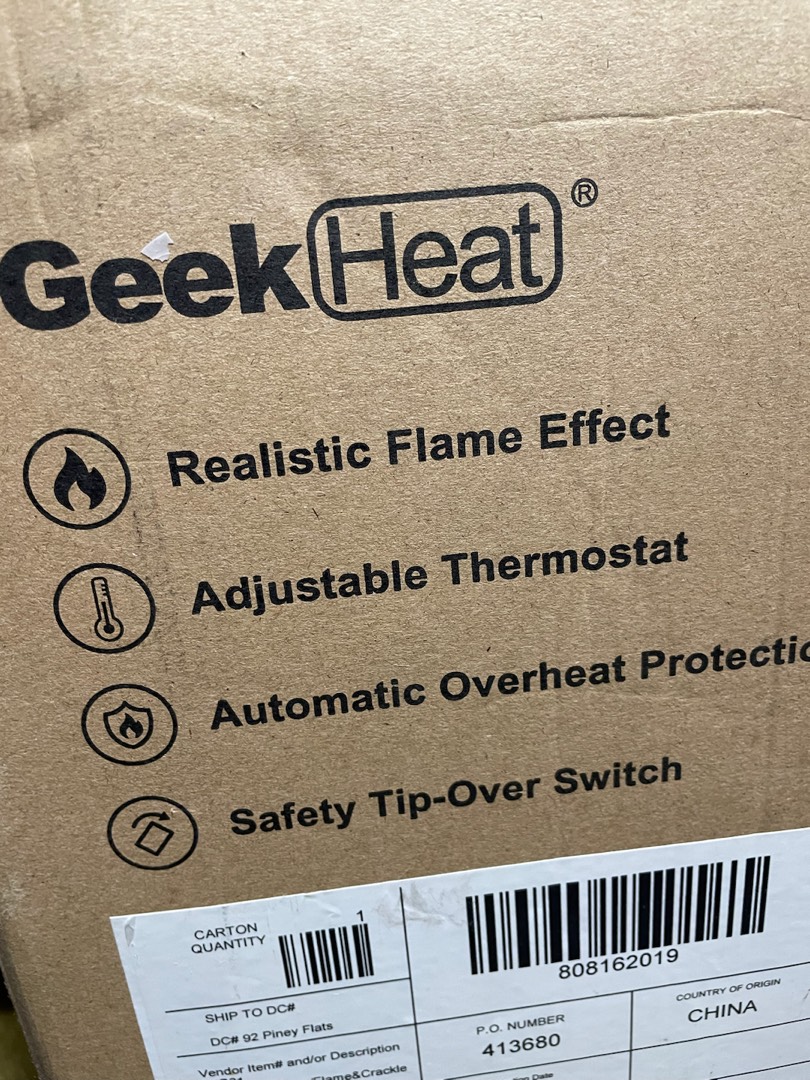 GeekHeat®
Realistic Flame Effect
Adjustable Thermostat
Automatic Overheat Protectio
Safety Tip-Over Switch
CARTON
QUANTITY
1
808162019
SHIP TO DC#
DC# 92 Piney Flats
P.O. NUMBER
413680
COUNTRY OF ORIGIN
CHINA
Vendor Item# and/or Description
Flame&Crackle
Date